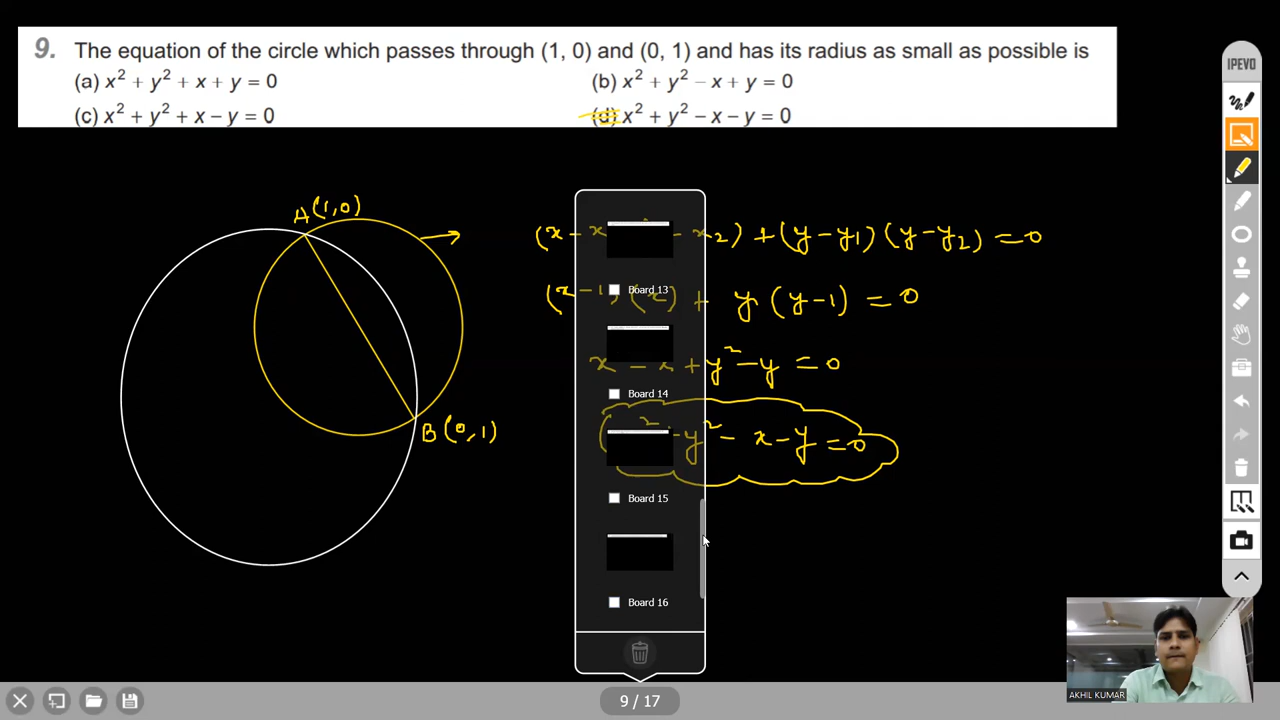 9. The equation of the circle which passes through (1, 0) and (0, 1) and has its radius as small as possible is
(a) x² + y² + x + y = 0 (b) x² + y² – x + y = 0
(c) x² + y² + x – y = 0 (d) x² + y² – x – y = 0
IPEVO
A(1,0)
B(0,1)
x₂) + (y–y₁)(y–y₂) = 0
(x–1)(x) + y(y–1) = 0
+ y²–y = 0
y² – x – y = 0
Board 13
Board 14
Board 15
Board 16
AKHIL KUMAR
9 / 17